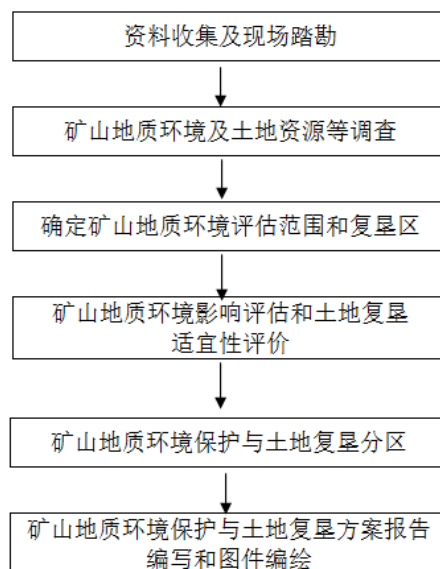 资料收集及现场踏勘
矿山地质环境及土地资源等调查
确定矿山地质环境评估范围和复垦区
矿山地质环境影响评估和土地复垦
适宜性评价
矿山地质环境保护与土地复垦分区
矿山地质环境保护与土地复垦方案报告
编写和图件编绘